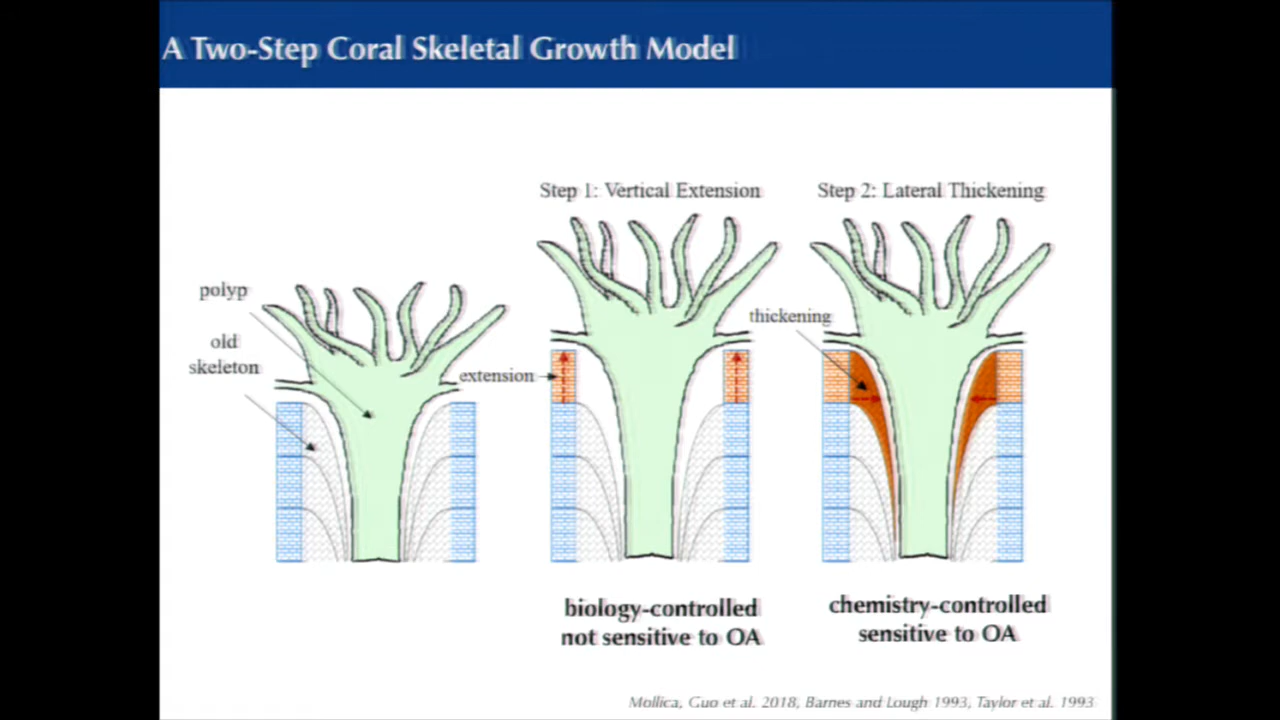 A Two-Step Coral Skeletal Growth Model
Step 1: Vertical Extension
Step 2: Lateral Thickening
polyp
old
skeleton
extension
thickening
biology-controlled
not sensitive to OA
chemistry-controlled
sensitive to OA
Mollica, Guo et al. 2018, Barnes and Lough 1993, Taylor et al. 1993